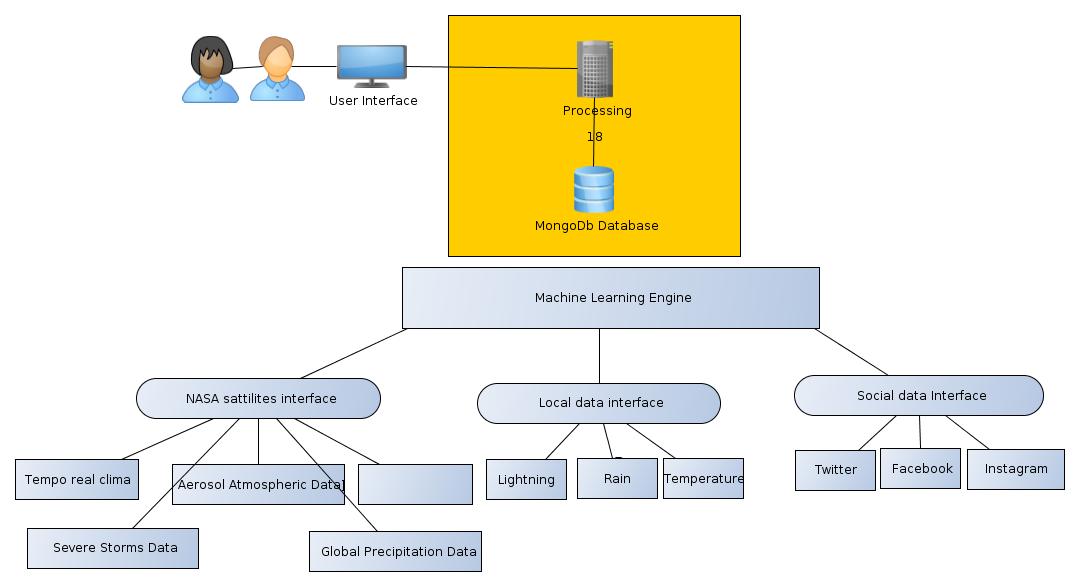 User Interface
Processing
18
MongoDb Database
Machine Learning Engine
NASA sattilites interface
Local data interface
Social data Interface
Tempo real clima
Aerosol Atmospheric Data]
Lightning
Rain
Temperature
Twitter
Facebook
Instagram
Severe Storms Data
Global Precipitation Data